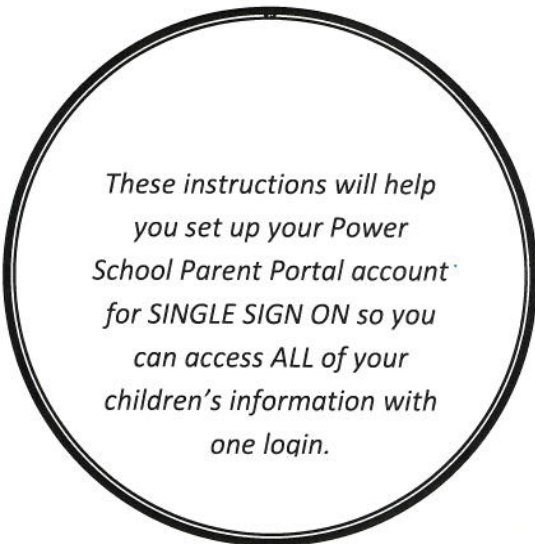 These instructions will help
you set up your Power
School Parent Portal account
for SINGLE SIGN ON so you
can access ALL of your
children’s information with
one login.